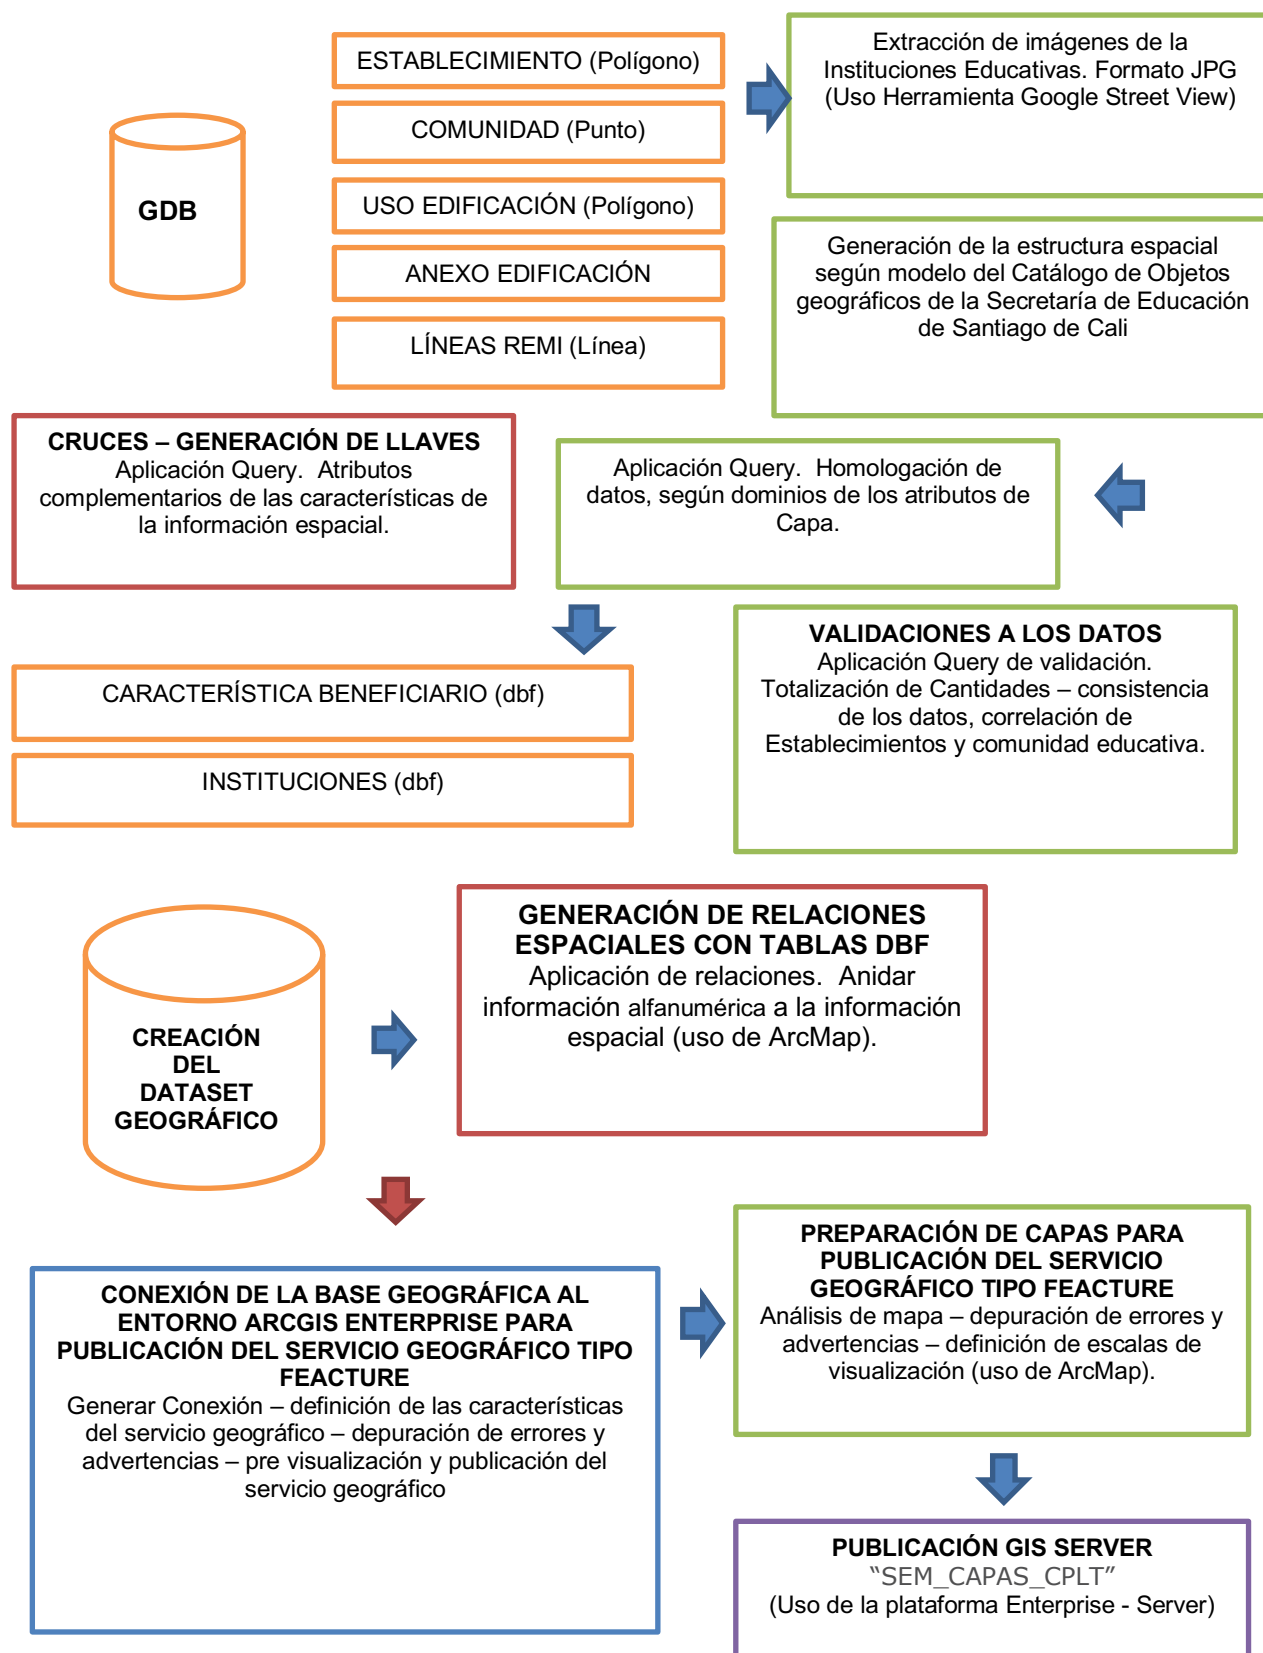 GDB
ESTABLECIMIENTO (Polígono)
COMUNIDAD (Punto)
USO EDIFICACIÓN (Polígono)
ANEXO EDIFICACIÓN
LÍNEAS REMI (Línea)
Extracción de imágenes de la
Instituciones Educativas. Formato JPG
(Uso Herramienta Google Street View)
Generación de la estructura espacial
según modelo del Catálogo de Objetos
geográficos de la Secretaría de Educación
de Santiago de Cali
CRUCES – GENERACIÓN DE LLAVES
Aplicación Query. Atributos
complementarios de las características de
la información espacial.
Aplicación Query. Homologación de
datos, según dominios de los atributos de
Capa.
CARACTERÍSTICA BENEFICIARIO (dbf)
INSTITUCIONES (dbf)
VALIDACIONES A LOS DATOS
Aplicación Query de validación.
Totalización de Cantidades – consistencia
de los datos, correlación de
Establecimientos y comunidad educativa.
CREACIÓN
DEL
DATASET
GEOGRÁFICO
GENERACIÓN DE RELACIONES
ESPACIALES CON TABLAS DBF
Aplicación de relaciones. Anidar
información alfanumérica a la información
espacial (uso de ArcMap).
CONEXIÓN DE LA BASE GEOGRÁFICA AL
ENTORNO ARCGIS ENTERPRISE PARA
PUBLICACIÓN DEL SERVICIO GEOGRÁFICO TIPO
FEACTURE
Generar Conexión – definición de las características
del servicio geográfico – depuración de errores y
advertencias – pre visualización y publicación del
servicio geográfico
PREPARACIÓN DE CAPAS PARA
PUBLICACIÓN DEL SERVICIO
GEOGRÁFICO TIPO FEACTURE
Análisis de mapa – depuración de errores y
advertencias – definición de escalas de
visualización (uso de ArcMap).
PUBLICACIÓN GIS SERVER
“SEM_CAPAS_CPLT”
(Uso de la plataforma Enterprise - Server)